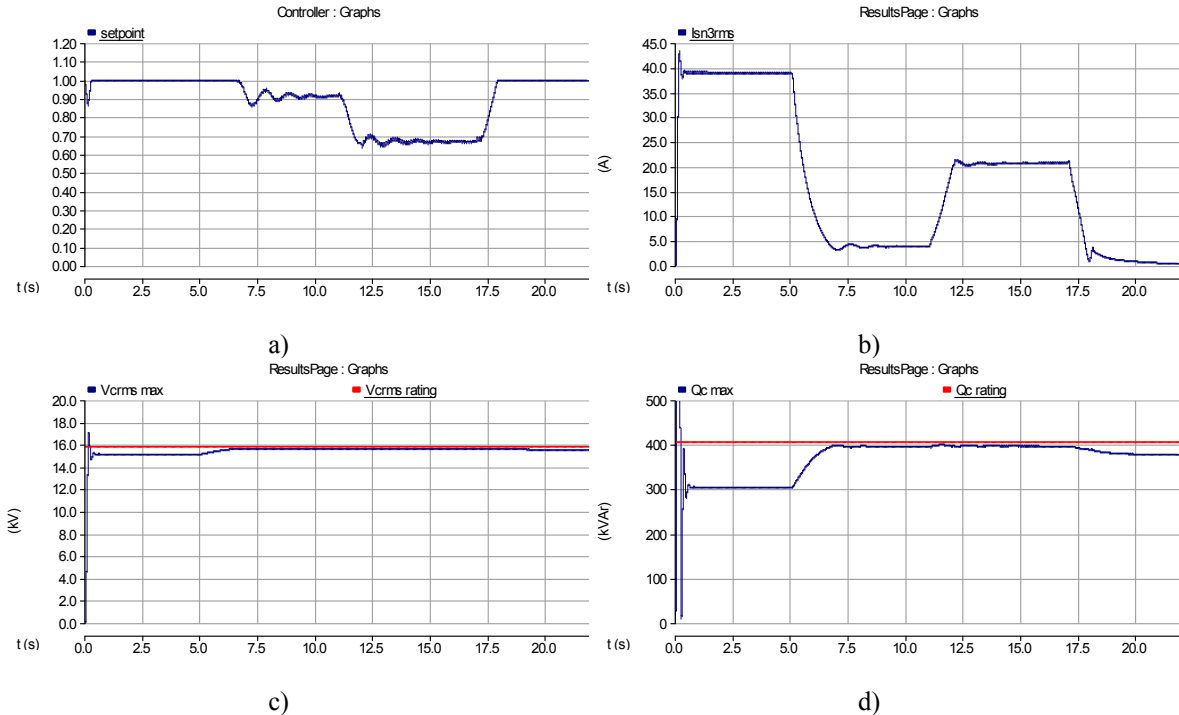 Controller : Graphs
setpoint
1.20
1.10
1.00
0.90
0.80
0.70
0.60
0.50
0.40
0.30
0.20
0.10
0.00
t (s) 0.0 2.5 5.0 7.5 10.0 12.5 15.0 17.5 20.0
a)
ResultsPage : Graphs
Isn3rms
45.0
40.0
35.0
30.0
25.0
20.0
15.0
10.0
5.0
0.0
(A)
t (s) 0.0 2.5 5.0 7.5 10.0 12.5 15.0 17.5 20.0
b)
ResultsPage : Graphs
Vcrms max Vcrms rating
20.0
18.0
16.0
14.0
12.0
10.0
8.0
6.0
4.0
2.0
0.0
(kV)
t (s) 0.0 2.5 5.0 7.5 10.0 12.5 15.0 17.5 20.0
c)
ResultsPage : Graphs
Qc max Qc rating
500
400
300
200
100
0
(kVAr)
t (s) 0.0 2.5 5.0 7.5 10.0 12.5 15.0 17.5 20.0
d)